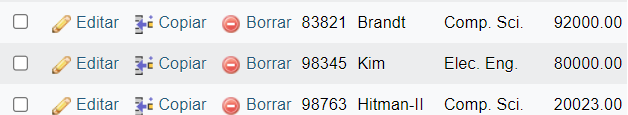 Editar Copiar Borrar 83821 Brandt Comp. Sci. 92000.00
Editar Copiar Borrar 98345 Kim Elec. Eng. 80000.00
Editar Copiar Borrar 98763 Hitman-II Comp. Sci. 20023.00